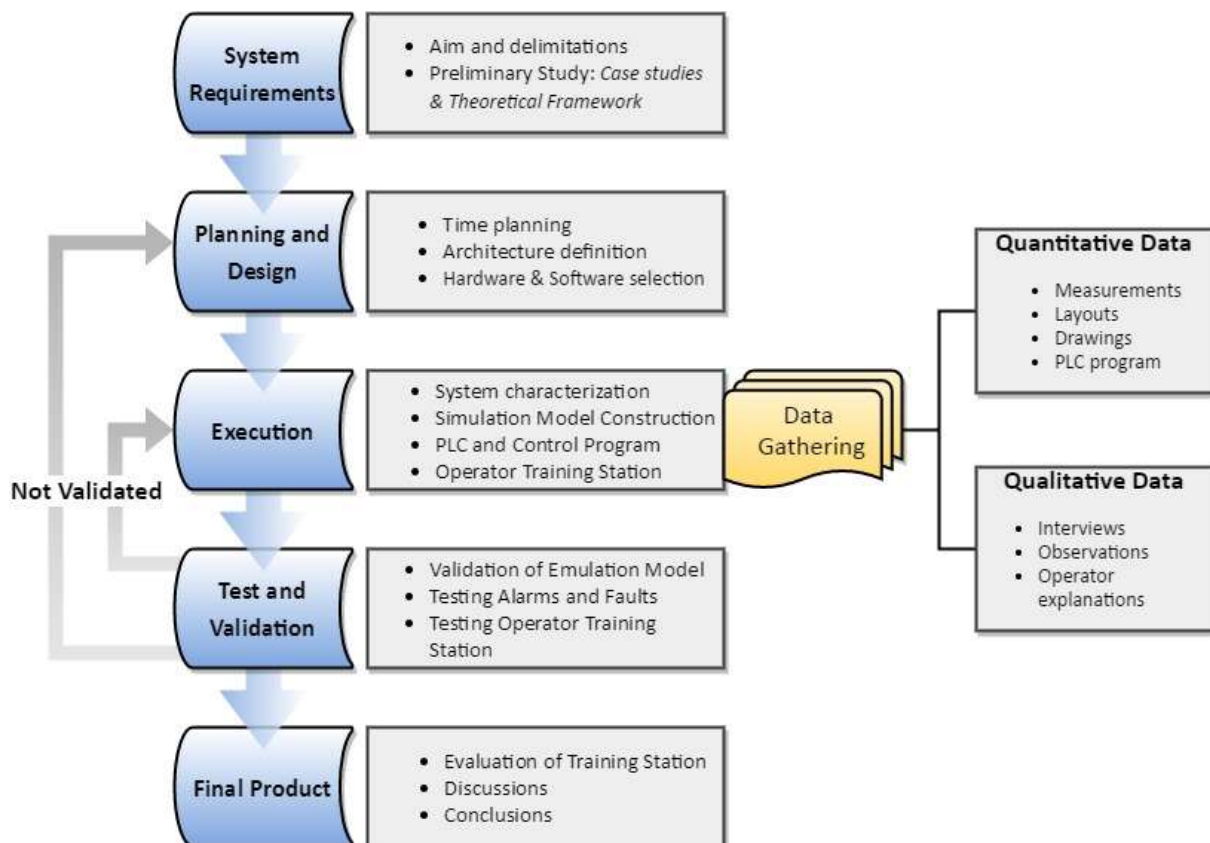 System
Requirements
• Aim and delimitations
• Preliminary Study: Case studies
& Theoretical Framework
Planning and
Design
• Time planning
• Architecture definition
• Hardware & Software selection
Execution
• System characterization
• Simulation Model Construction
• PLC and Control Program
• Operator Training Station
Data
Gathering
Quantitative Data
• Measurements
• Layouts
• Drawings
• PLC program
Qualitative Data
• Interviews
• Observations
• Operator
explanations
Not Validated
Test and
Validation
• Validation of Emulation Model
• Testing Alarms and Faults
• Testing Operator Training
Station
Final Product
• Evaluation of Training Station
• Discussions
• Conclusions